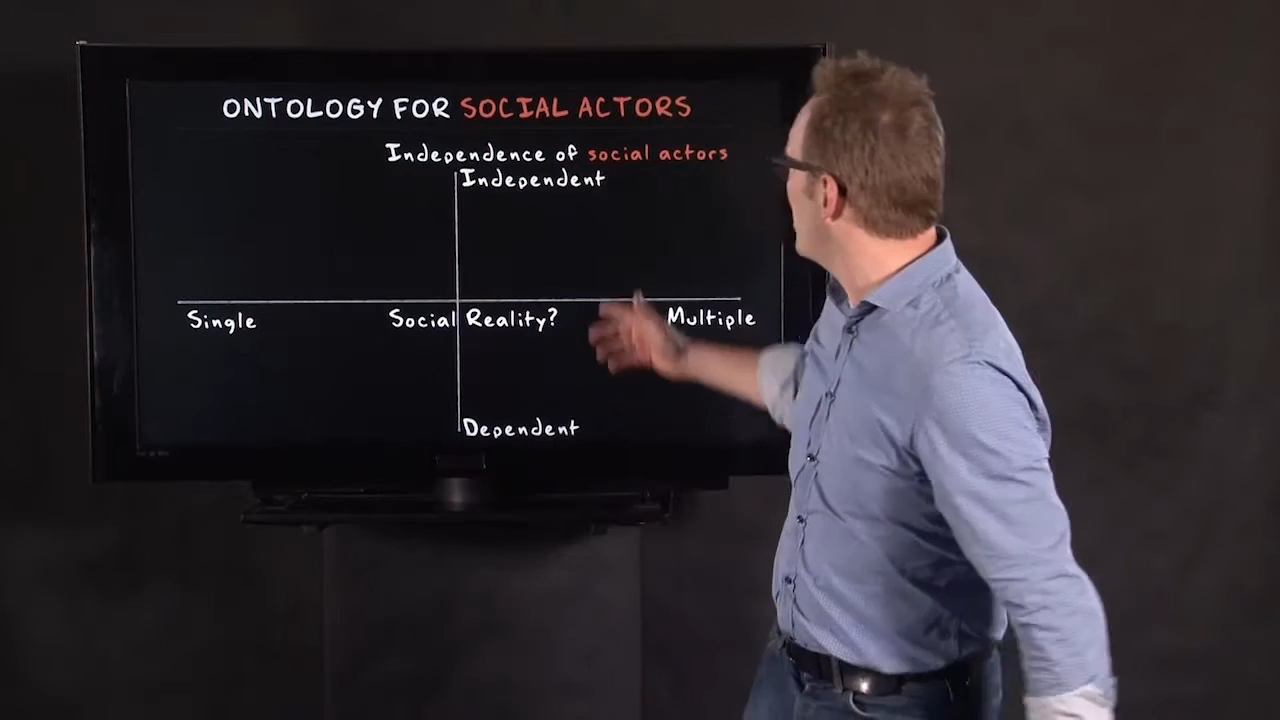 ONTOLOGY FOR SOCIAL ACTORS
Independence of social actors
Independent
Single
Social Reality?
Multiple
Dependent